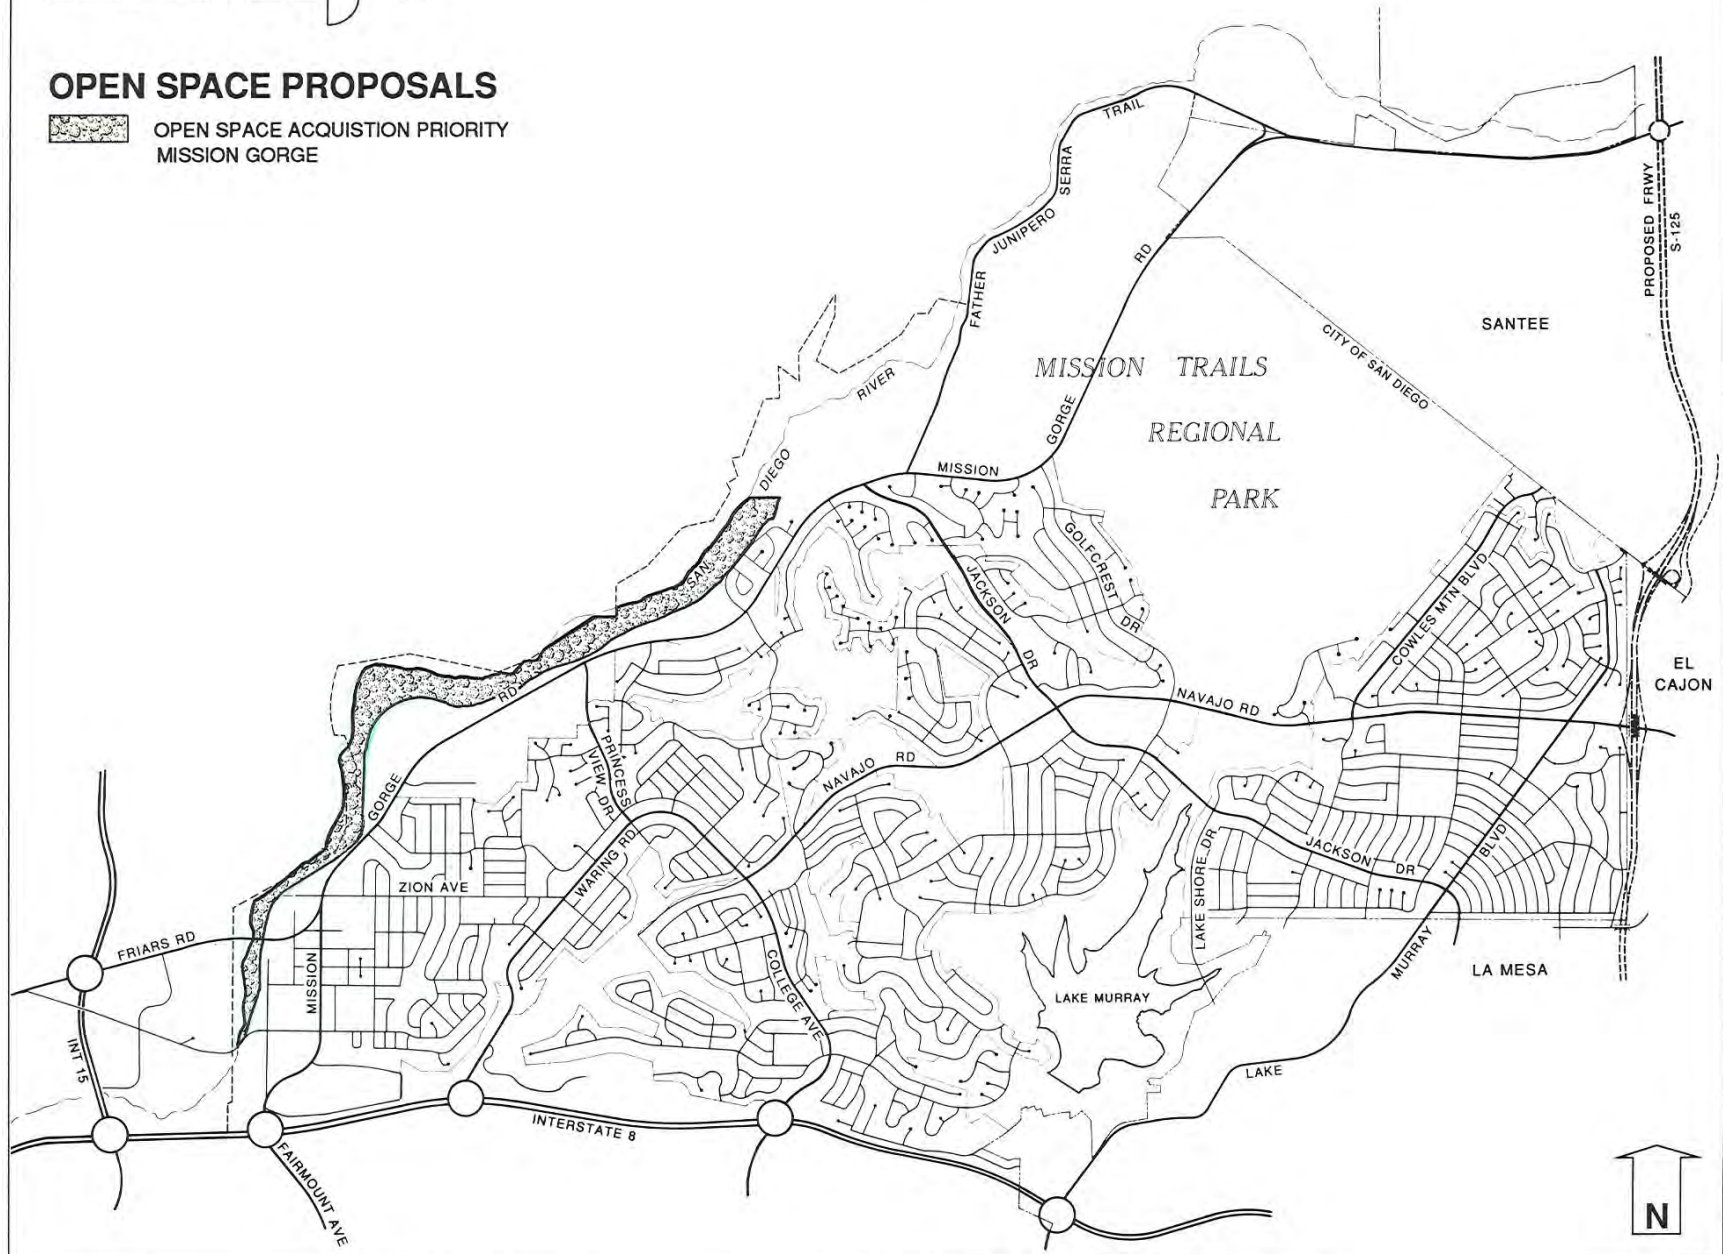 OPEN SPACE PROPOSALS
OPEN SPACE ACQUISTION PRIORITY
MISSION GORGE
TRAIL
SERRA
JUNIPERO
FATHER
RD
PROPOSED FRWY
S-125
SANTEE
CITY OF SAN DIEGO
MISSION TRAILS
REGIONAL
PARK
RIVER
GORGE
MISSION
DIEGO
SAN
GOLFCREST
DR
JACKSON
DR
COWLES MTN BLVD
EL
CAJON
NAVAJO RD
RD
PRINCESS
VIEW DR
NAVAJO RD
GORGE
WARING RD
ZION AVE
JACKSON DR
BLVD
LAKE SHORE DR
FRIARS RD
MISSION
COLLEGE AVE
LAKE MURRAY
MURRAY
LA MESA
INT 15
LAKE
INTERSTATE 8
FAIRMOUNT AVE
N